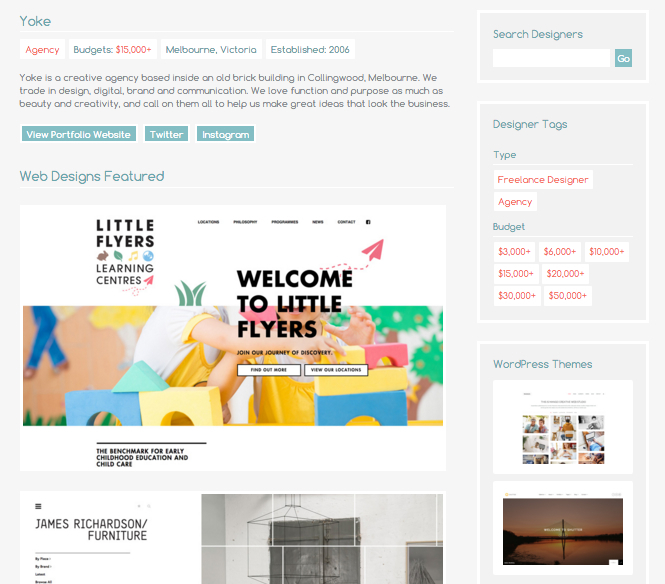 Yoke
Agency Budgets: $15,000+ Melbourne, Victoria Established: 2006
Yoke is a creative agency based inside an old brick building in Collingwood, Melbourne. We
trade in design, digital, brand and communication. We love function and purpose as much as
beauty and creativity, and call on them all to help us make great ideas that look the business.
View Portfolio Website Twitter Instagram
Web Designs Featured
LITTLE
FLYERS
LEARNING
CENTRES
LOCATIONS PHILOSOPHY PROGRAMMES NEWS CONTACT
WELCOME
TO LITTLE
FLYERS
JOIN OUR JOURNEY OF DISCOVERY.
FIND OUT MORE VIEW OUR LOCATIONS
THE BENCHMARK FOR EARLY
CHILDHOOD EDUCATION AND
CHILD CARE
JAMES RICHARDSON/
FURNITURE
By Piano
By Brand
Latest
Search Designers
Go
Designer Tags
Type
Freelance Designer
Agency
Budget
$3,000+ $6,000+ $10,000+
$15,000+ $20,000+
$30,000+ $50,000+
WordPress Themes
WELCOME TO SHUTTER